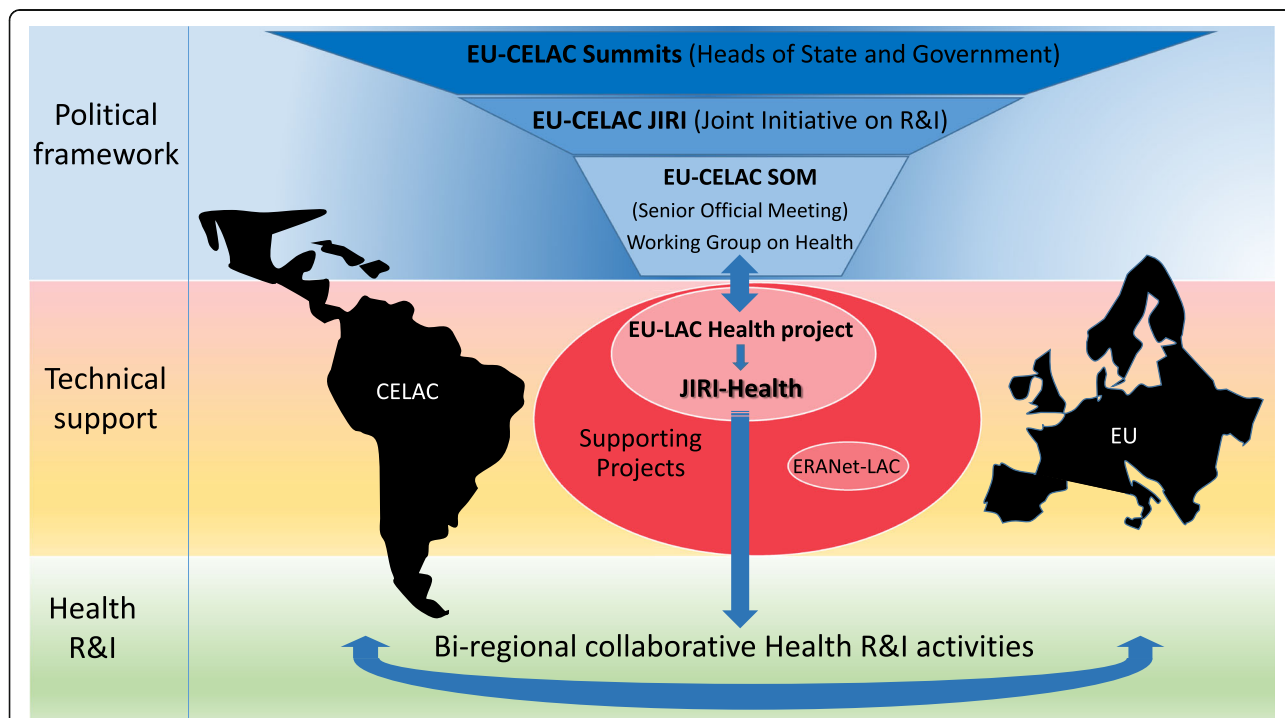 Political
framework
EU-CELAC Summits (Heads of State and Government)
EU-CELAC JIRI (Joint Initiative on R&I)
EU-CELAC SOM
(Senior Official Meeting)
Working Group on Health
Technical
support
CELAC
EU-LAC Health project
JIRI-Health
Supporting
Projects
ERANet-LAC
EU
Health
R&I
Bi-regional collaborative Health R&I activities